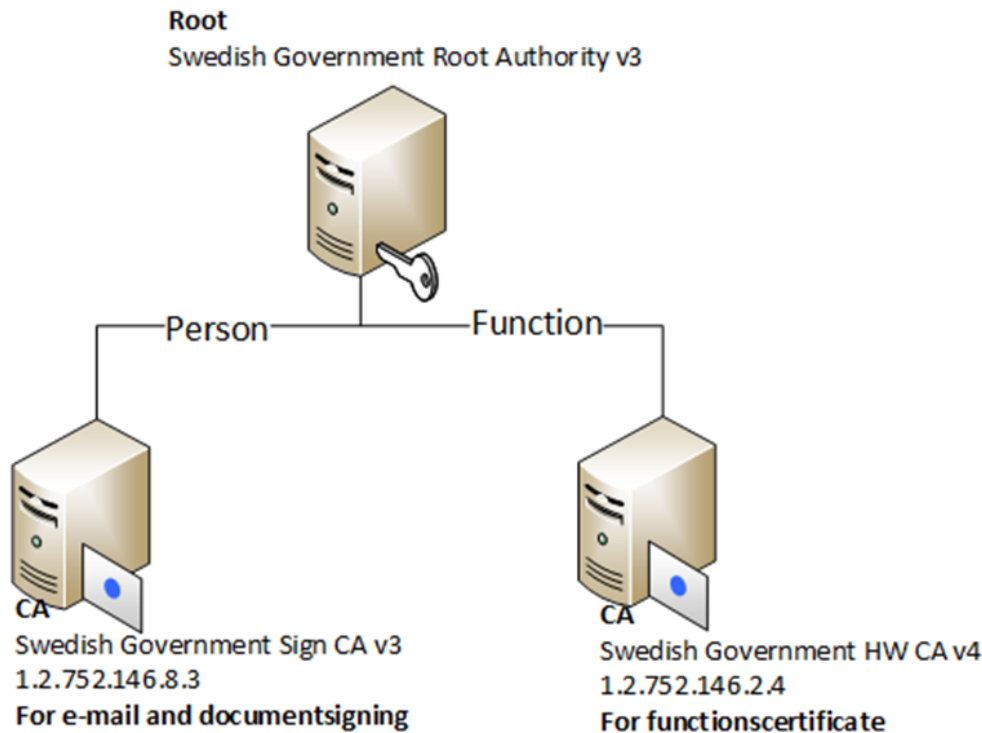 Root
Swedish Government Root Authority v3
Person
Function
CA
Swedish Government Sign CA v3
1.2.752.146.8.3
For e-mail and documentsigning
CA
Swedish Government HW CA v4
1.2.752.146.2.4
For functionscertificate